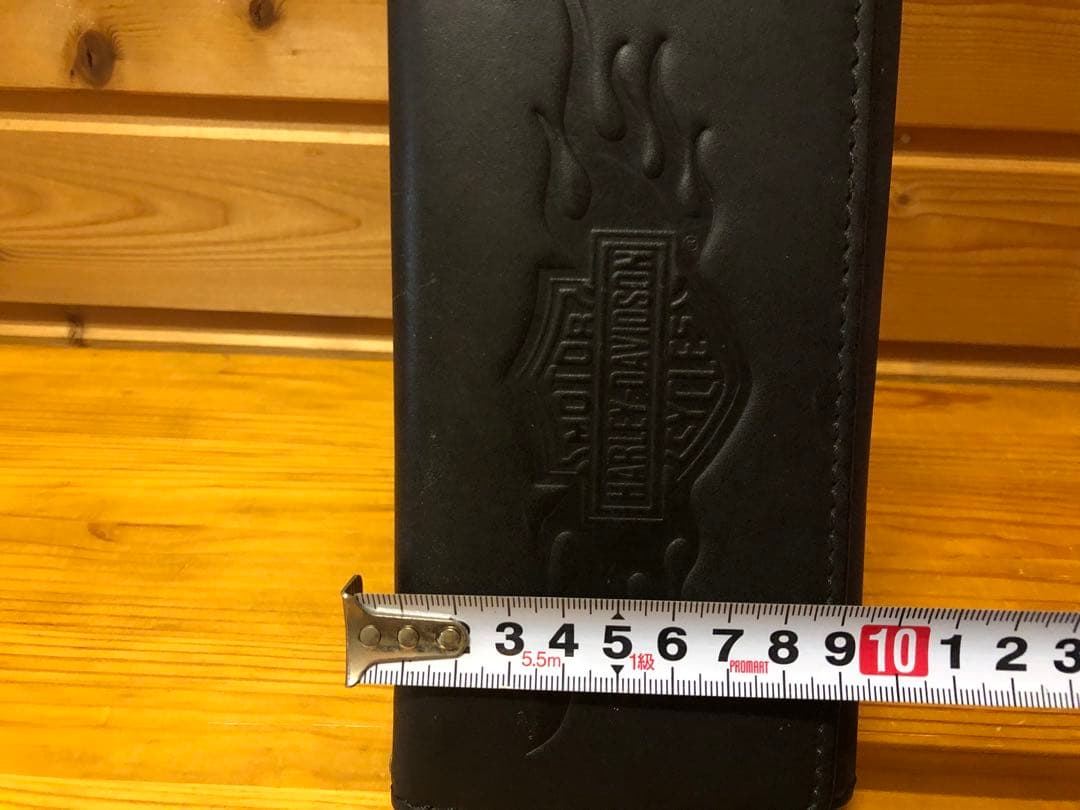 MOTOR
HARLEY-DAVIDSON
CYCLES
®
3 4 5 6 7 8 9 10 1 2 3
5.5m 1級 PROMART